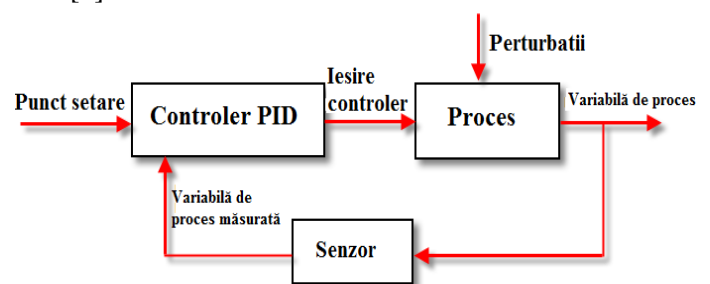 Perturbatii
Punct setare
Controler PID
Iesire
controler
Proces
Variabilă de proces
Variabilă de
proces măsurată
Senzor